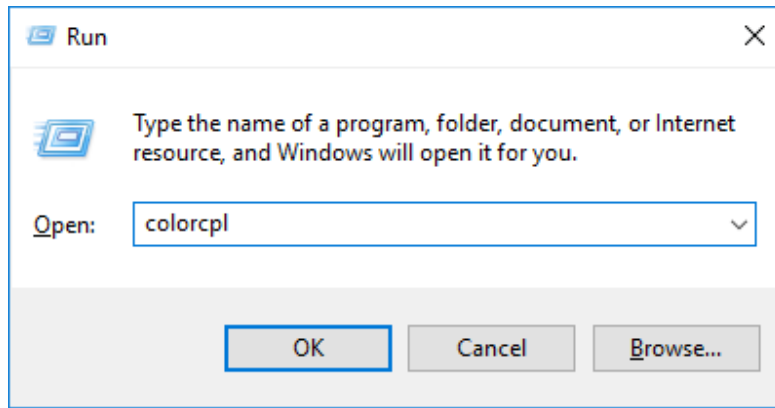 Run
Type the name of a program, folder, document, or Internet
resource, and Windows will open it for you.
Open: colorcpl
OK Cancel Browse...